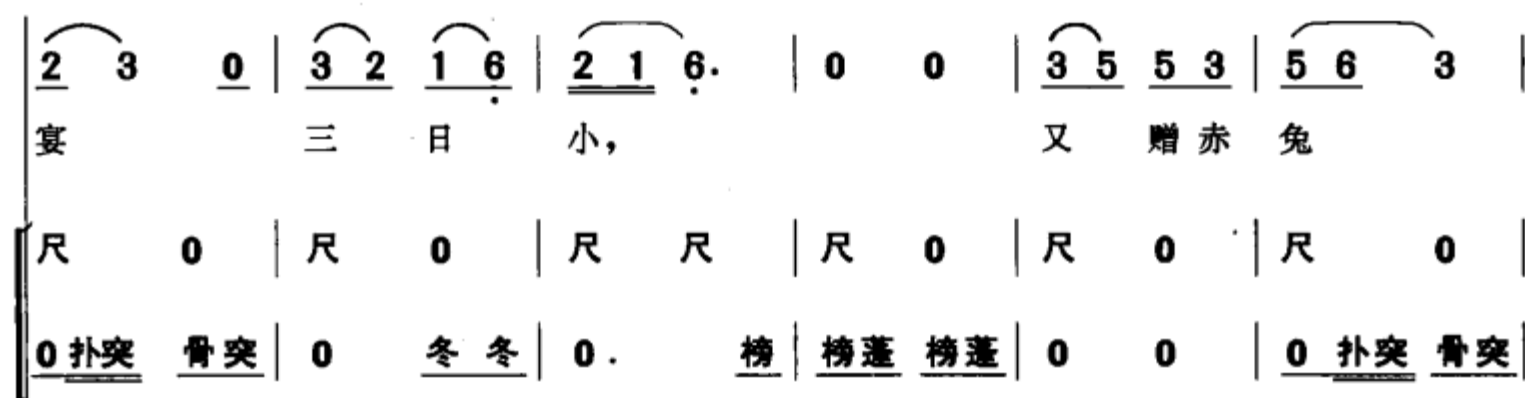 2 3 0 | 3 2 1 6̣ | 2 1 6̣. | 0 0 | 3 5 5 3 | 5 6 3 |
宴 三 日 小， 又 赠 赤 兔
尺 0 | 尺 0 | 尺 尺 | 尺 0 | 尺 0 | 尺 0 |
0 扑突 骨突 | 0 冬冬 | 0. 榜 | 榜蓬 榜蓬 | 0 0 | 0 扑突 骨突 |